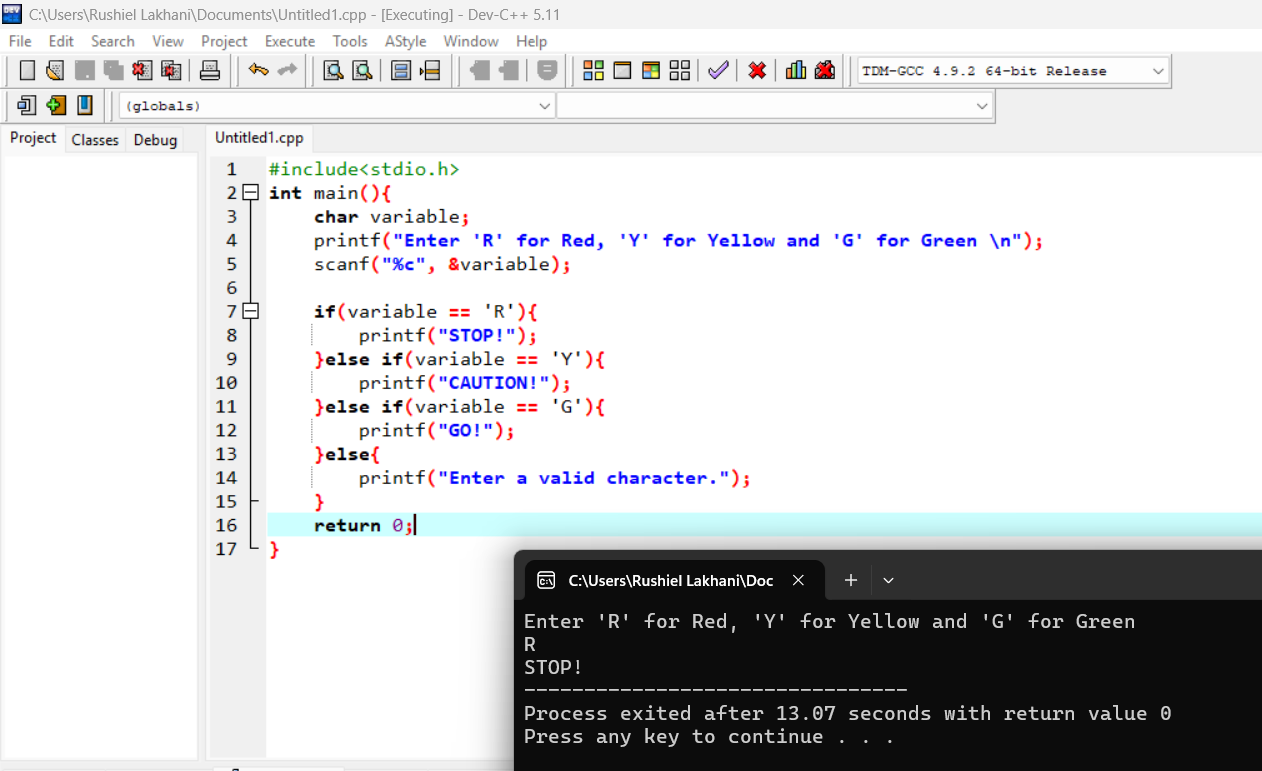 C:\Users\Rushiel Lakhani\Documents\Untitled1.cpp - [Executing] - Dev-C++ 5.11
File Edit Search View Project Execute Tools AStyle Window Help
TDM-GCC 4.9.2 64-bit Release
(globals)
Project Classes Debug Untitled1.cpp
1 #include<stdio.h>
2 int main(){
3 char variable;
4 printf("Enter 'R' for Red, 'Y' for Yellow and 'G' for Green \n");
5 scanf("%c", &variable);
6
7 if(variable == 'R'){
8 printf("STOP!");
9 }else if(variable == 'Y'){
10 printf("CAUTION!");
11 }else if(variable == 'G'){
12 printf("GO!");
13 }else{
14 printf("Enter a valid character.");
15 }
16 return 0;
17 }
C:\Users\Rushiel Lakhani\Doc
Enter 'R' for Red, 'Y' for Yellow and 'G' for Green
R
STOP!
--------------------------------
Process exited after 13.07 seconds with return value 0
Press any key to continue . . .